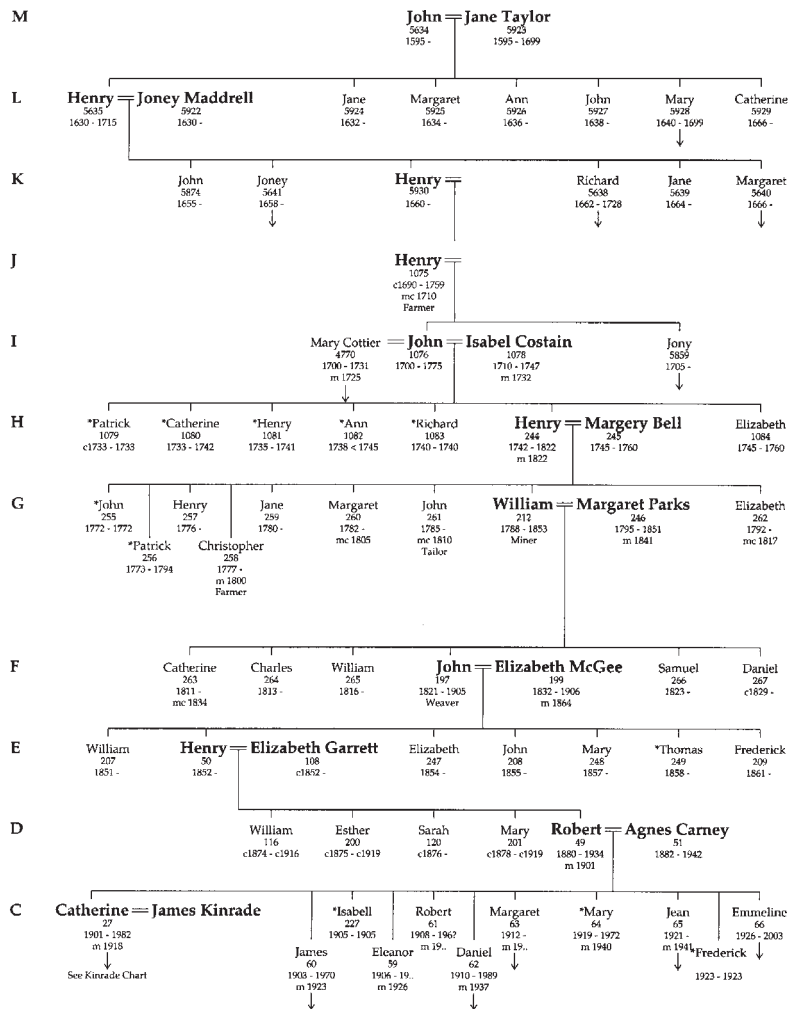 M
John = Jane Taylor
5634 5923
1595 - 1595 - 1699
L
Henry = Joney Maddrell Jane Margaret Ann John Mary Catherine
5635 5922 5924 5925 5926 5927 5928 5929
1630 - 1715 1630 - 1632 - 1634 - 1636 - 1638 - 1640 - 1699 1666 -
K
John Joney Henry = Richard Jane Margaret
5874 5641 5930 5638 5639 5640
1655 - 1658 - 1660 - 1662 - 1728 1664 - 1666 -
J
Henry =
1075
c1690 - 1759
mc 1710
Farmer
I
Mary Cottier = John = Isabel Costain Jony
4770 1076 1078 5859
1700 - 1731 1700 - 1775 1710 - 1747 1705 -
m 1725 m 1732
H
*Patrick *Catherine *Henry *Ann *Richard Henry = Margery Bell Elizabeth
1079 1080 1081 1082 1083 244 245 1084
c1733 - 1733 1733 - 1742 1735 - 1741 1738 < 1745 1740 - 1740 1742 - 1822 1745 - 1760 1745 - 1760
m 1822
G
*John Henry Jane Margaret John William = Margaret Parks Elizabeth
255 257 259 260 261 212 246 262
1772 - 1772 1776 - 1780 - 1782 - 1785 - 1788 - 1853 1795 - 1851 1792 -
mc 1805 mc 1810 Miner m 1841 mc 1817
Tailor
*Patrick Christopher
256 258
1773 - 1794 1777 -
m 1800
Farmer
F
Catherine Charles William John = Elizabeth McGee Samuel Daniel
263 264 265 197 199 266 267
1811 - 1813 - 1816 - 1821 - 1905 1832 - 1906 1823 - c1829 -
mc 1834 Weaver m 1864
E
William Henry = Elizabeth Garrett Elizabeth John Mary *Thomas Frederick
207 50 108 247 208 248 249 209
1851 - 1852 - c1852 - 1854 - 1855 - 1857 - 1858 - 1861 -
D
William Esther Sarah Mary Robert = Agnes Carney
116 200 120 201 49 51
c1874 - c1916 c1875 - c1919 c1876 - c1878 - c1919 1880 - 1934 1882 - 1942
m 1901
C
Catherine = James Kinrade *Isabell Robert Margaret *Mary Jean Emmeline
27 227 61 63 64 65 66
1901 - 1982 1905 - 1905 1908 - 196? 1912 - 1919 - 1972 1921 - 1926 - 2003
m 1918 m 19.. m 19.. m 1940 m 1941
See Kinrade Chart
James Eleanor Daniel *Frederick
60 59 62
1903 - 1970 1906 - 19.. 1910 - 1989 1923 - 1923
m 1923 m 1926 m 1937